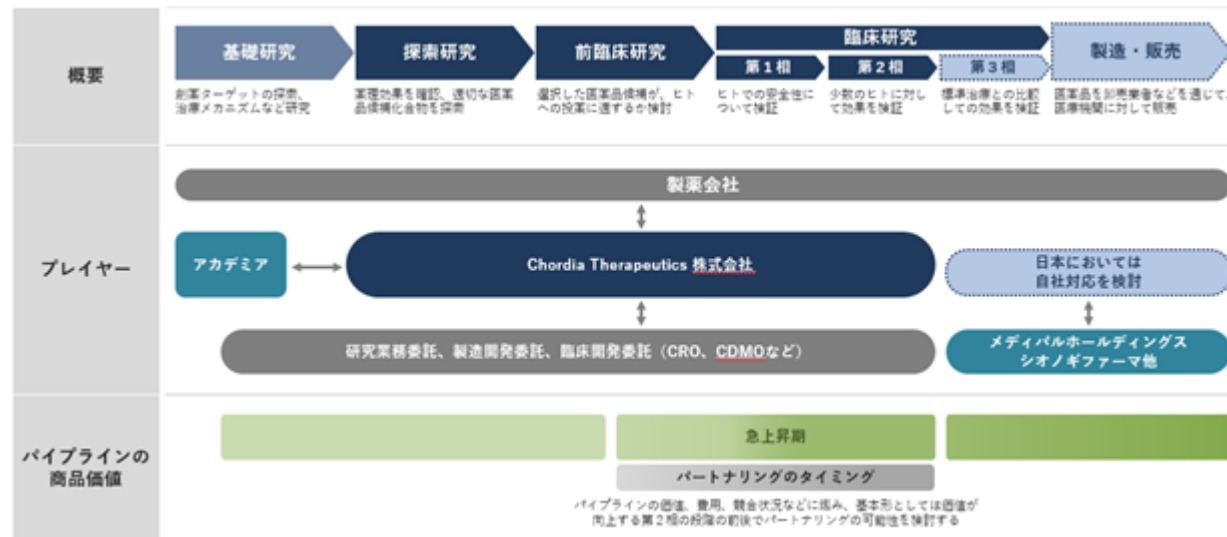 概要
基礎研究
探索研究
前臨床研究
臨床研究
第1相
第2相
第3相
製造・販売
創薬ターゲットの探索、
治療メカニズムなど研究
薬理効果を確認、適切な医薬
品候補化合物を探索
選択した医薬品候補が、ヒト
への投薬に適するか検討
ヒトでの安全性に
ついて検証
少数のヒトに対し
て効果を検証
標準治療との比較
しての効果を検証
医薬品を卸売業者などを通じて、
医療機関に対して販売
プレイヤー
製薬会社
アカデミア
Chordia Therapeutics 株式会社
日本においては
自社対応を検討
研究業務委託、製造開発委託、臨床開発委託（CRO、CDMOなど）
メディパルホールディングス
シオノギファーマ他
パイプラインの
商品価値
急上昇期
パートナリングのタイミング
パイプラインの価値、費用、競合状況などに鑑み、基本形としては価値が
向上する第2相の段階の前後でパートナリングの可能性を検討する